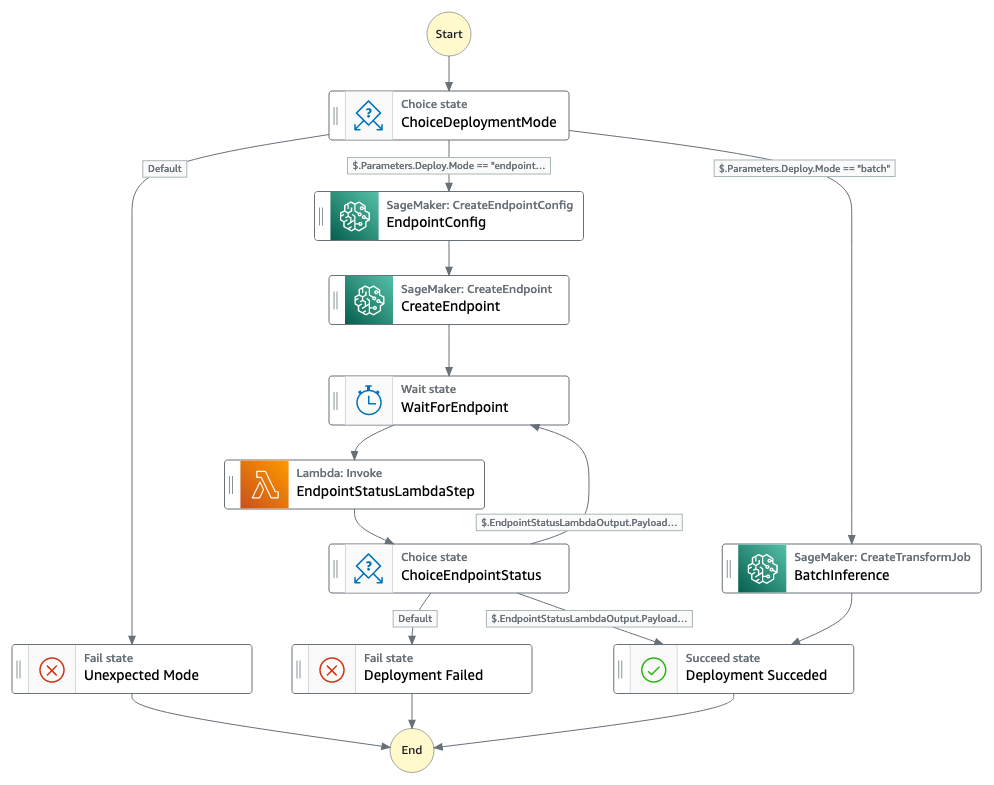 Start
Choice state
ChoiceDeploymentMode
Default
$.Parameters.Deploy.Mode == "endpoint...
$.Parameters.Deploy.Mode == "batch"
SageMaker: CreateEndpointConfig
EndpointConfig
SageMaker: CreateEndpoint
CreateEndpoint
Wait state
WaitForEndpoint
Lambda: Invoke
EndpointStatusLambdaStep
$.EndpointStatusLambdaOutput.Payload...
Choice state
ChoiceEndpointStatus
SageMaker: CreateTransformJob
BatchInference
Default
$.EndpointStatusLambdaOutput.Payload...
Fail state
Unexpected Mode
Fail state
Deployment Failed
Succeed state
Deployment Succeded
End